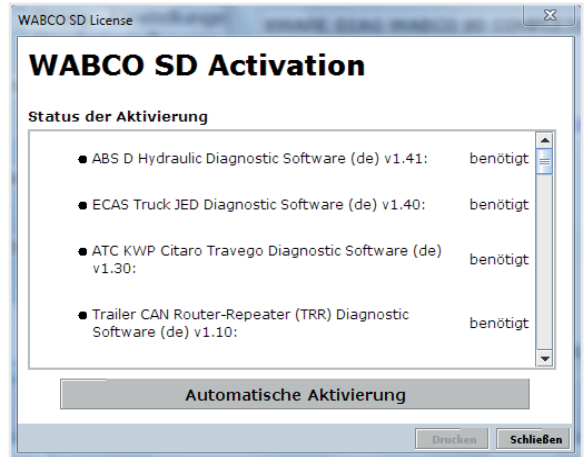 WABCO SD License
WABCO SD Activation
Status der Aktivierung
● ABS D Hydraulic Diagnostic Software (de) v1.41: benötigt
● ECAS Truck JED Diagnostic Software (de) v1.40: benötigt
● ATC KWP Citaro Travego Diagnostic Software (de)
v1.30: benötigt
● Trailer CAN Router-Repeater (TRR) Diagnostic
Software (de) v1.10: benötigt
Automatische Aktivierung
Drucken Schließen